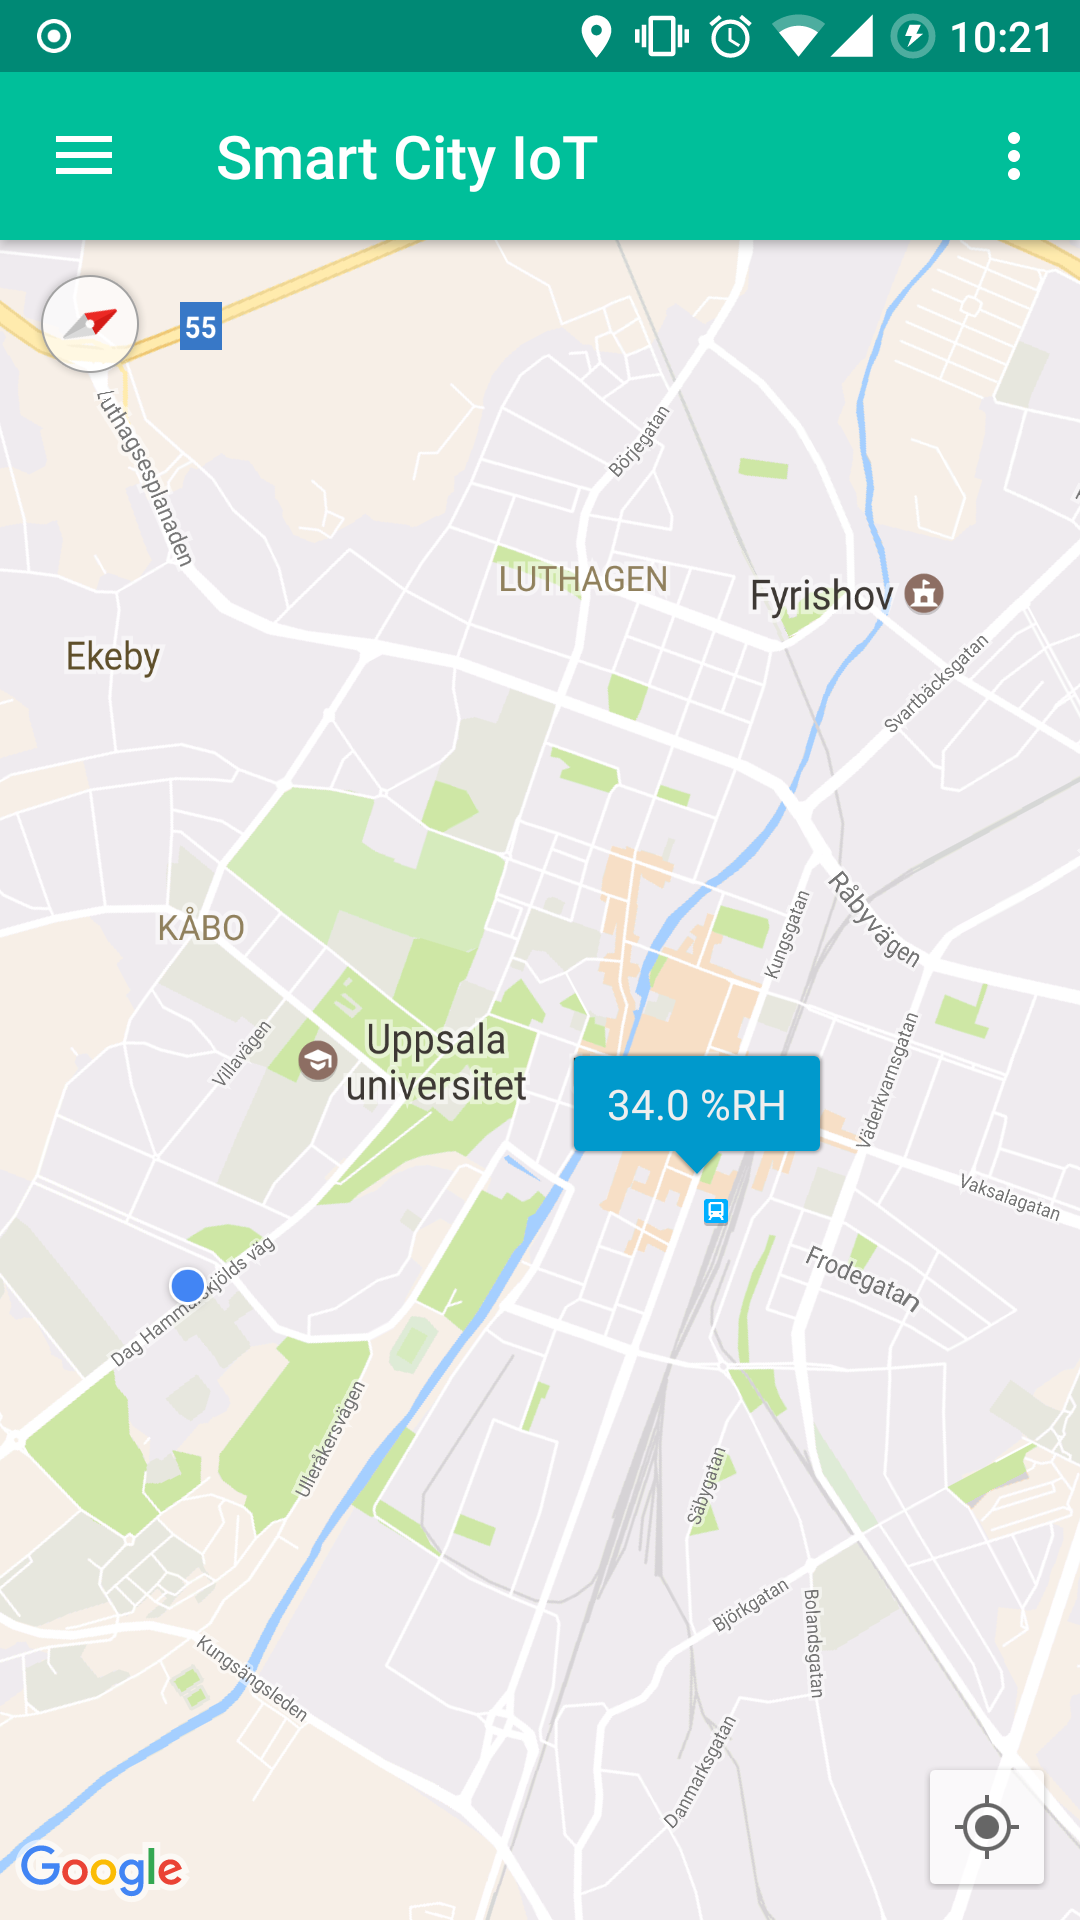 10:21
Smart City IoT
55
Luthagsesplanaden
Börjegatan
LUTHAGEN
Fyrishov
Ekeby
Svartbäcksgatan
Råbyvägen
Kungsgatan
KÅBO
Villavägen
Uppsala
universitet
Väderkvarnsgatan
34.0 %RH
Vaksalagatan
Frodegatan
Dag Hammarskjölds väg
Ulleråkersvägen
Säbygatan
Björkgatan
Bolandsgatan
Kungsängsleden
Danmarksgatan
Google